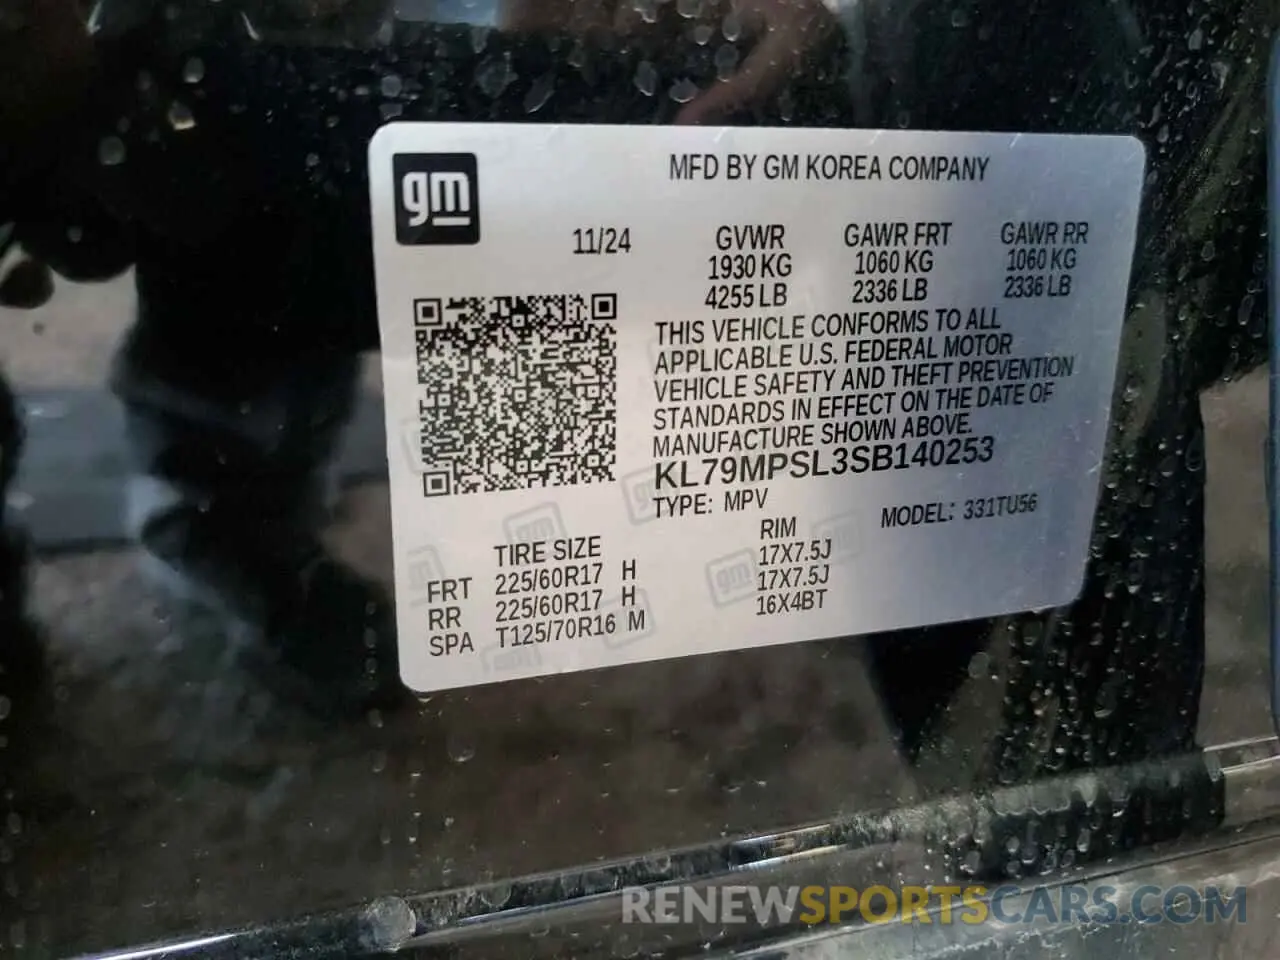 gm
MFD BY GM KOREA COMPANY
11/24
GVWR
1930 KG
4255 LB
GAWR FRT
1060 KG
2336 LB
GAWR RR
1060 KG
2336 LB
THIS VEHICLE CONFORMS TO ALL
APPLICABLE U.S. FEDERAL MOTOR
VEHICLE SAFETY AND THEFT PREVENTION
STANDARDS IN EFFECT ON THE DATE OF
MANUFACTURE SHOWN ABOVE.
KL79MPSL3SB140253
TYPE: MPV
MODEL: 331TU56
TIRE SIZE
RIM
FRT 225/60R17 H 17X7.5J
RR 225/60R17 H 17X7.5J
SPA T125/70R16 M 16X4BT
RENEWSPORTSCARS.COM